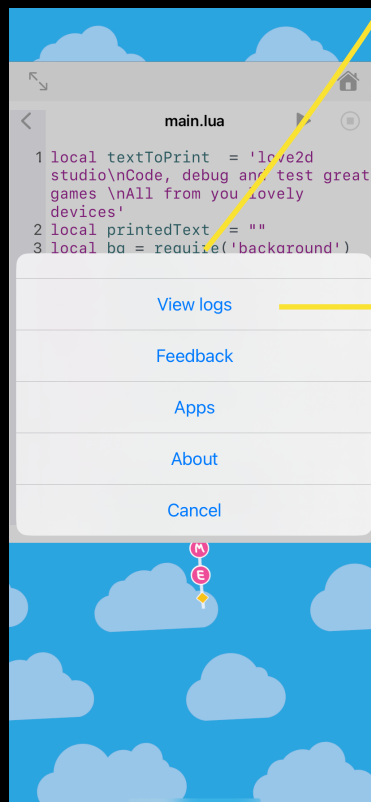 main.lua
1 local textToPrint  = 'love2d
studio\nCode, debug and test great
games \nAll from you lovely
devices'
2 local printedText  = ""
3 local bg = require('background')
View logs
Feedback
Apps
About
Cancel
M
E